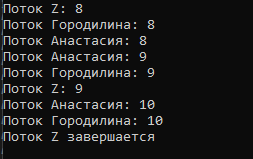 Поток Z: 8
Поток Городилина: 8
Поток Анастасия: 8
Поток Анастасия: 9
Поток Городилина: 9
Поток Z: 9
Поток Анастасия: 10
Поток Городилина: 10
Поток Z завершается